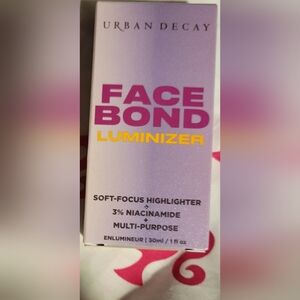 URBAN DECAY
FACE
BOND
LUMINIZER
SOFT-FOCUS HIGHLIGHTER
+
3% NIACINAMIDE
+
MULTI-PURPOSE
ENLUMINEUR | 30ml / 1 fl oz